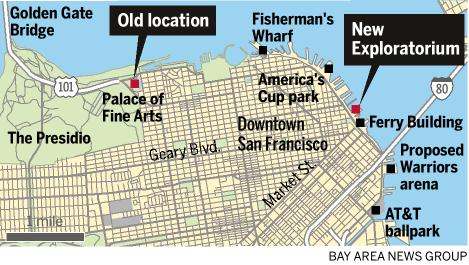 Golden Gate
Bridge
Old location
Fisherman's
Wharf
New
Exploratorium
101
America's
Cup park
80
Palace of
Fine Arts
Ferry Building
The Presidio
Downtown
San Francisco
Geary Blvd.
Proposed
Warriors
arena
Market St.
1 mile
AT&T
ballpark
BAY AREA NEWS GROUP